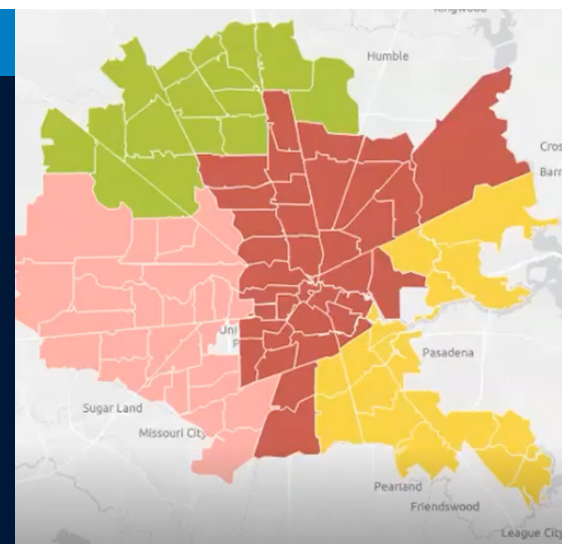 Humble
Sugar Land
Missouri City
Pasadena
Pearland
Friendswood
League City